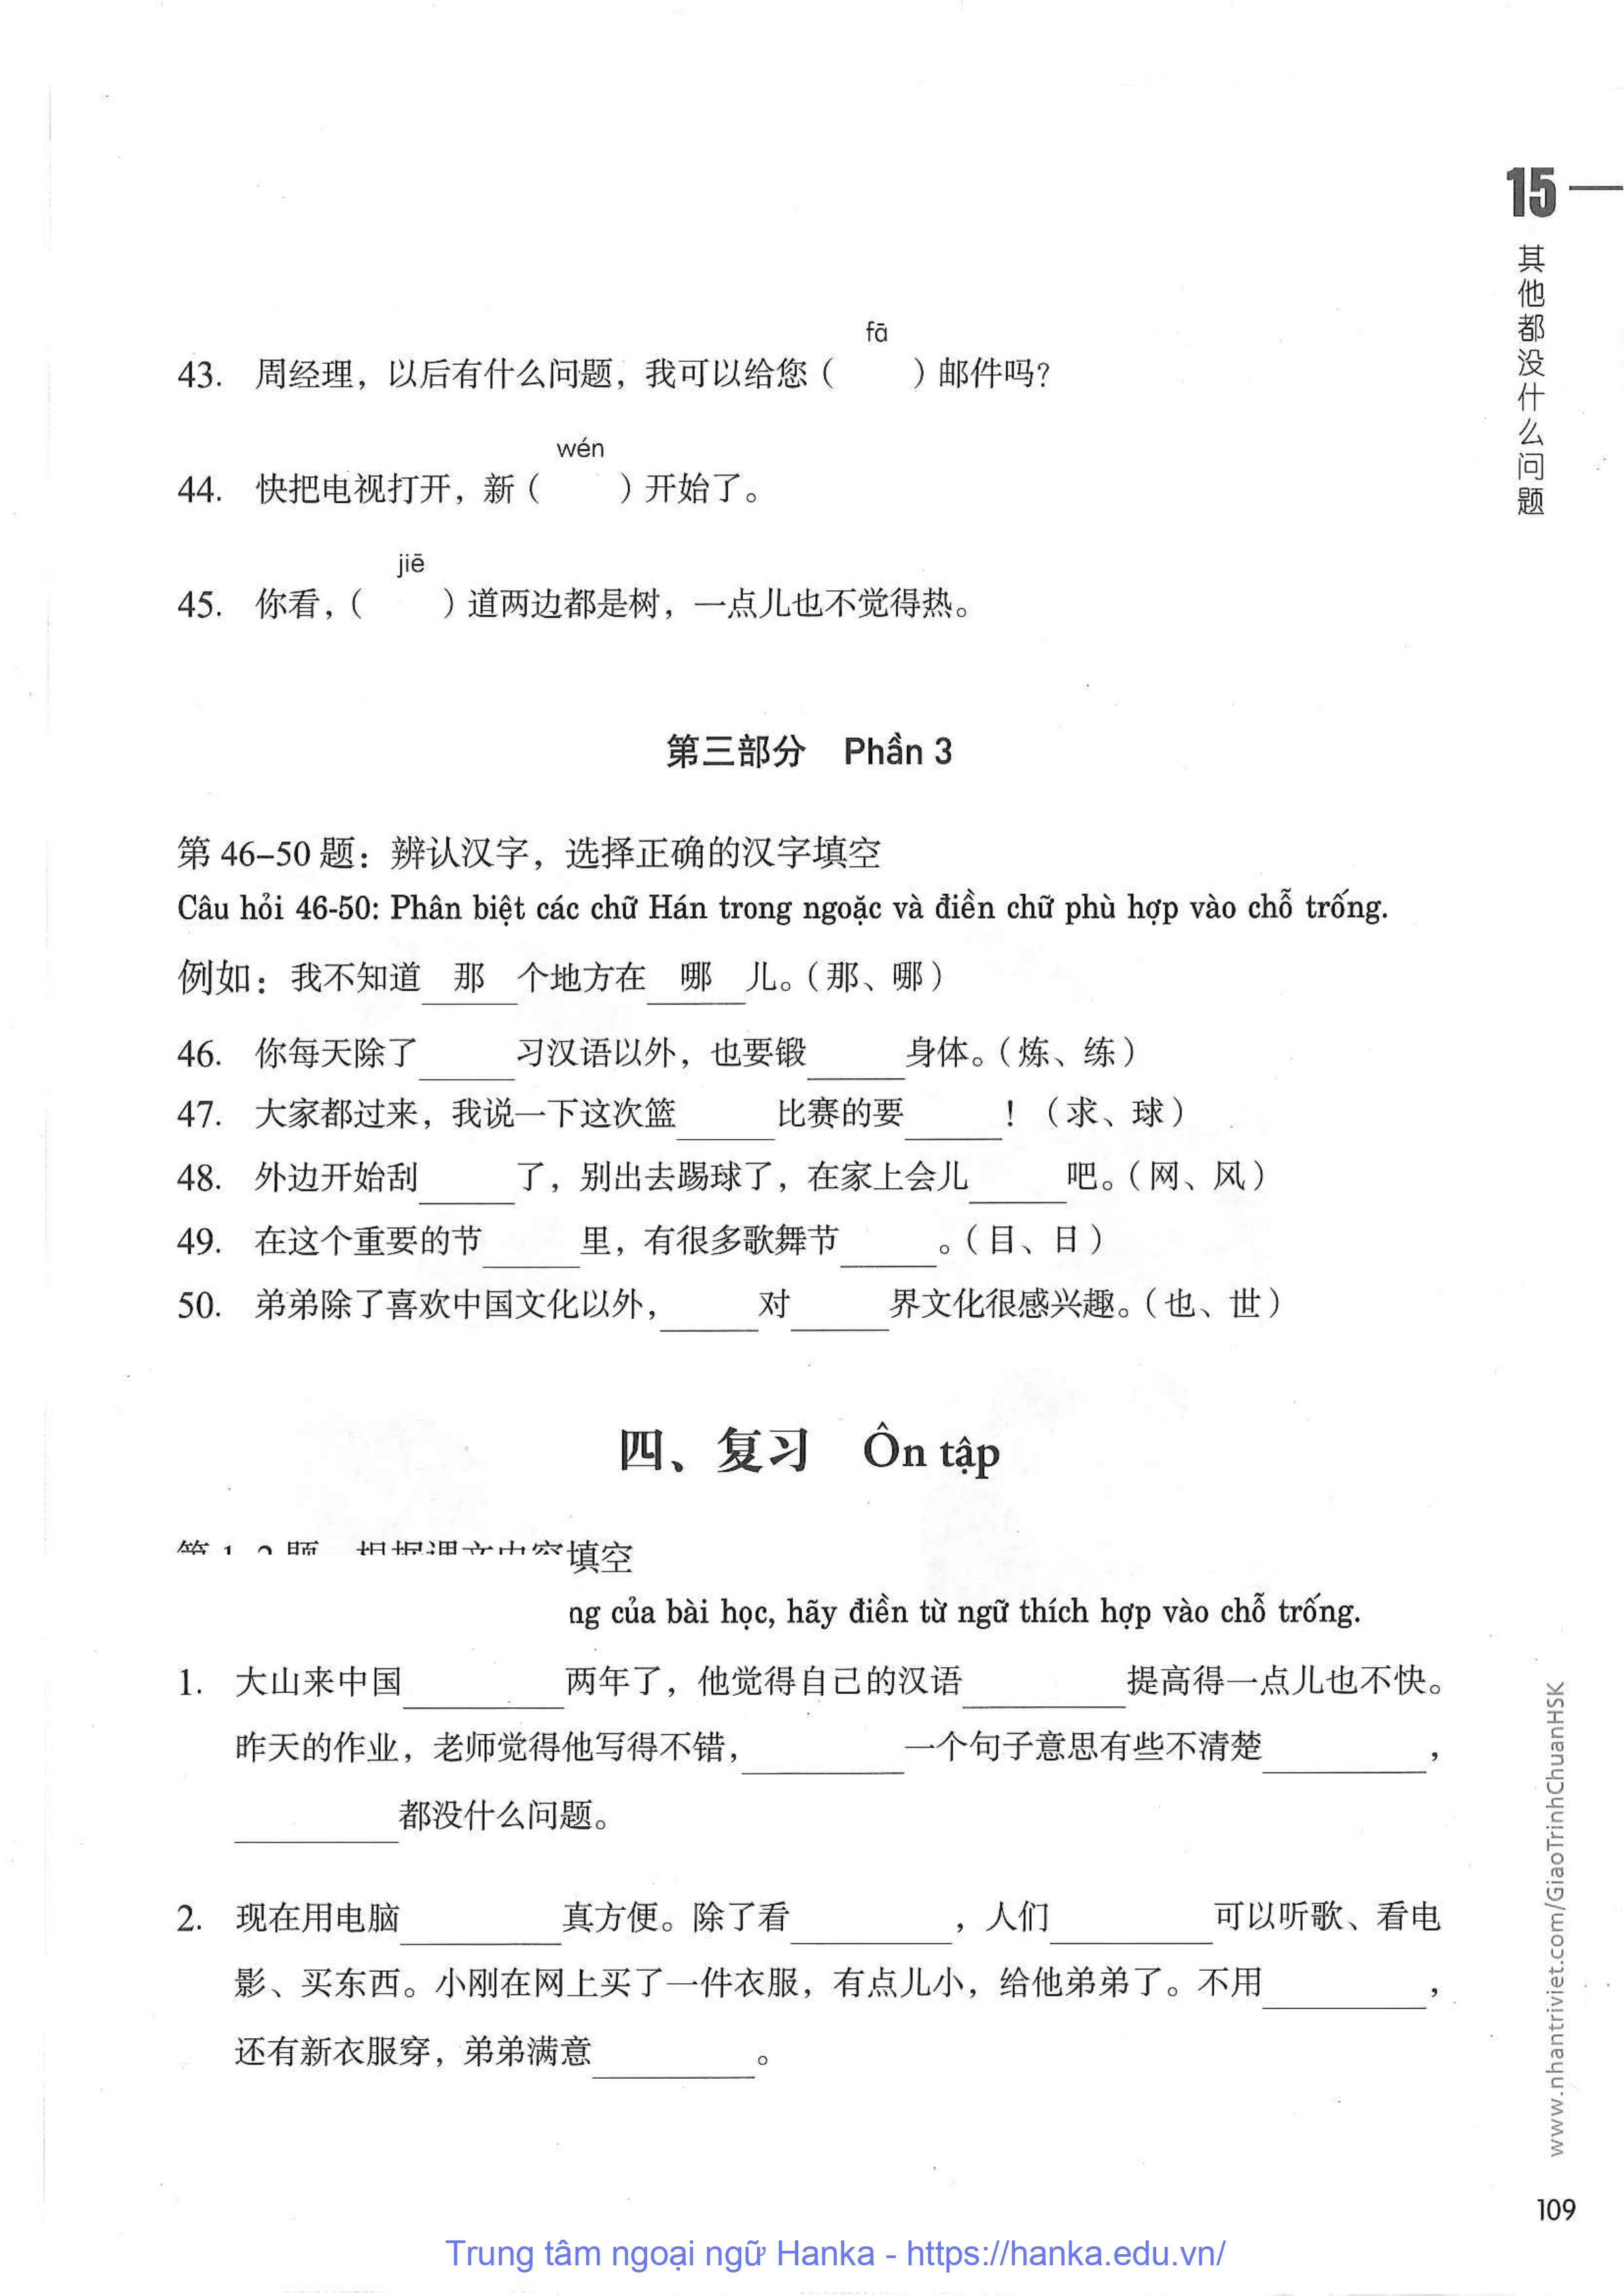 15
其他都没什么问题
fā
43. 周经理，以后有什么问题，我可以给您（ ）邮件吗？
wén
44. 快把电视打开，新（ ）开始了。
jiē
45. 你看，（ ）道两边都是树，一点儿也不觉得热。
第三部分 Phần 3
第 46–50 题：辨认汉字，选择正确的汉字填空
Câu hỏi 46-50: Phân biệt các chữ Hán trong ngoặc và điền chữ phù hợp vào chỗ trống.
例如：我不知道 那 个地方在 哪 儿。（那、哪）
46. 你每天除了____习汉语以外，也要锻____身体。（炼、练）
47. 大家都过来，我说一下这次篮____比赛的要____！（求、球）
48. 外边开始刮____了，别出去踢球了，在家上会儿____吧。（网、风）
49. 在这个重要的节____里，有很多歌舞节____。（目、日）
50. 弟弟除了喜欢中国文化以外，____对____界文化很感兴趣。（也、世）
四、复习 Ôn tập
填空
ng của bài học, hãy điền từ ngữ thích hợp vào chỗ trống.
1. 大山来中国____两年了，他觉得自己的汉语____提高得一点儿也不快。
昨天的作业，老师觉得他写得不错，____一个句子意思有些不清楚____，
____都没什么问题。
2. 现在用电脑____真方便。除了看____，人们____可以听歌、看电
影、买东西。小刚在网上买了一件衣服，有点儿小，给他弟弟了。不用____，
还有新衣服穿，弟弟满意____。
www.nhantriviet.com/GiaoTrinhChuanHSK
109
Trung tâm ngoại ngữ Hanka - https://hanka.edu.vn/